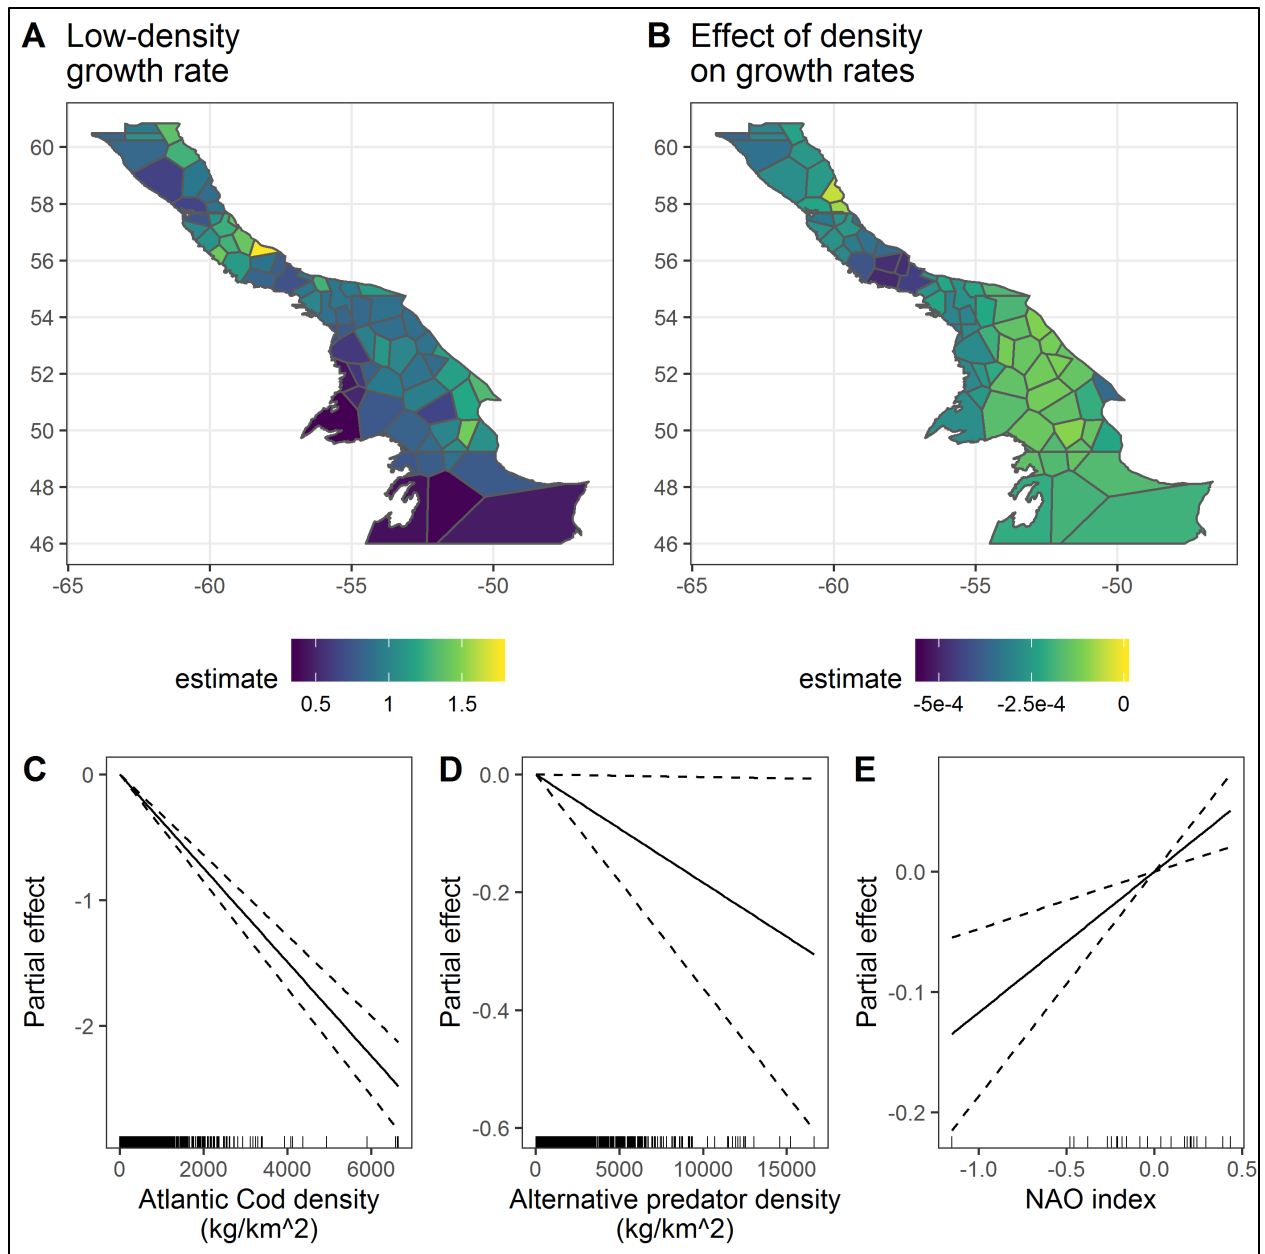 A Low-density
growth rate
B Effect of density
on growth rates
60
58
56
54
52
50
48
46
-65 -60 -55 -50
60
58
56
54
52
50
48
46
-65 -60 -55 -50
estimate
0.5 1 1.5
estimate
-5e-4 -2.5e-4 0
C
0
-1
-2
Partial effect
0 2000 4000 6000
Atlantic Cod density
(kg/km^2)
D
0.0
-0.2
-0.4
-0.6
Partial effect
0 5000 10000 15000
Alternative predator density
(kg/km^2)
E
0.0
-0.1
-0.2
Partial effect
-1.0 -0.5 0.0 0.5
NAO index